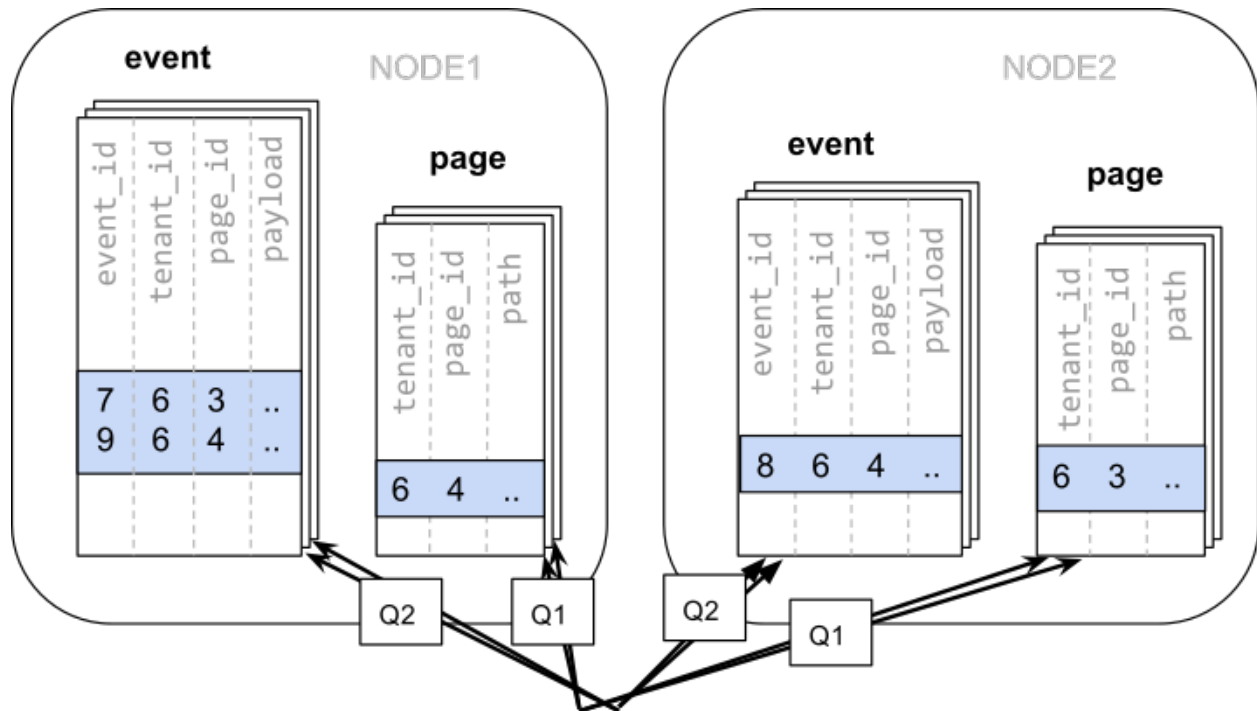 event
NODE1
event_id
tenant_id
page_id
payload
7 6 3 ..
9 6 4 ..
page
tenant_id
page_id
path
6 4 ..
NODE2
event
event_id
tenant_id
page_id
payload
8 6 4 ..
page
tenant_id
page_id
path
6 3 ..
Q2
Q1
Q2
Q1